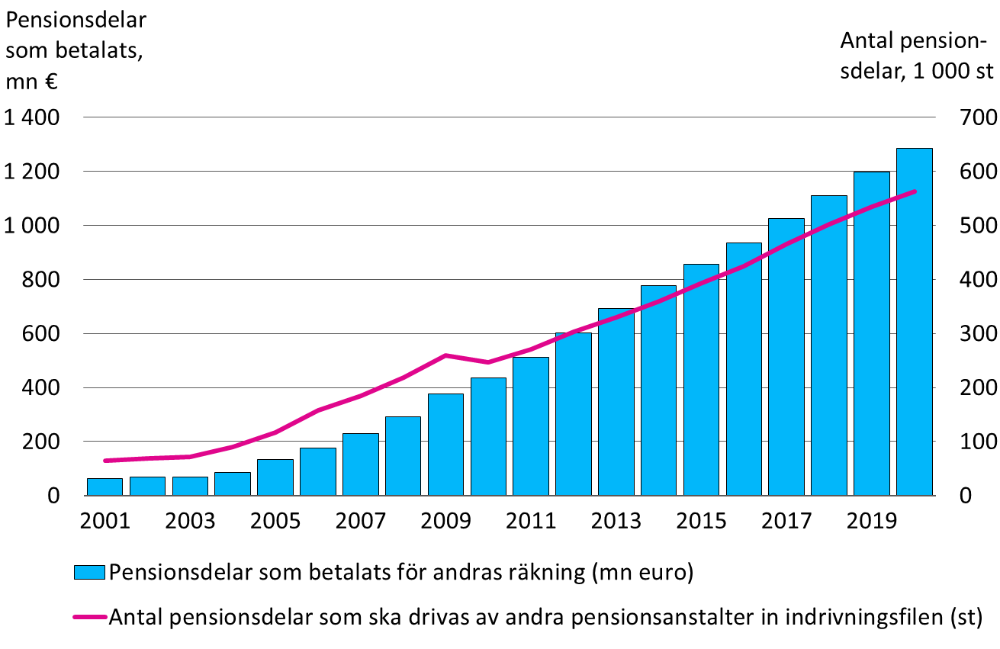 Pensionsdelar
som betalats,
mn €
Antal pension-
sdelar, 1 000 st
1 400
700
1 200
600
1 000
500
800
400
600
300
400
200
200
100
0
0
2001 2003 2005 2007 2009 2011 2013 2015 2017 2019
Pensionsdelar som betalats för andras räkning (mn euro)
Antal pensionsdelar som ska drivas av andra pensionsanstalter in indrivningsfilen (st)